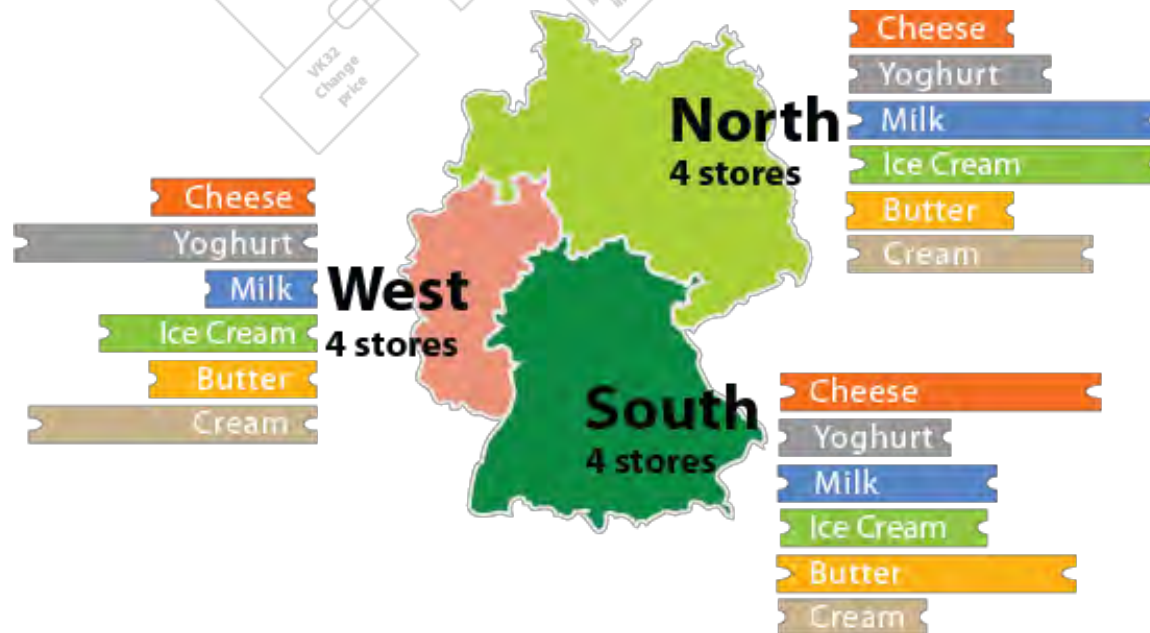 VK32
Change
price
North
4 stores
Cheese
Yoghurt
Milk
Ice Cream
Butter
Cream
West
4 stores
Cheese
Yoghurt
Milk
Ice Cream
Butter
Cream
South
4 stores
Cheese
Yoghurt
Milk
Ice Cream
Butter
Cream